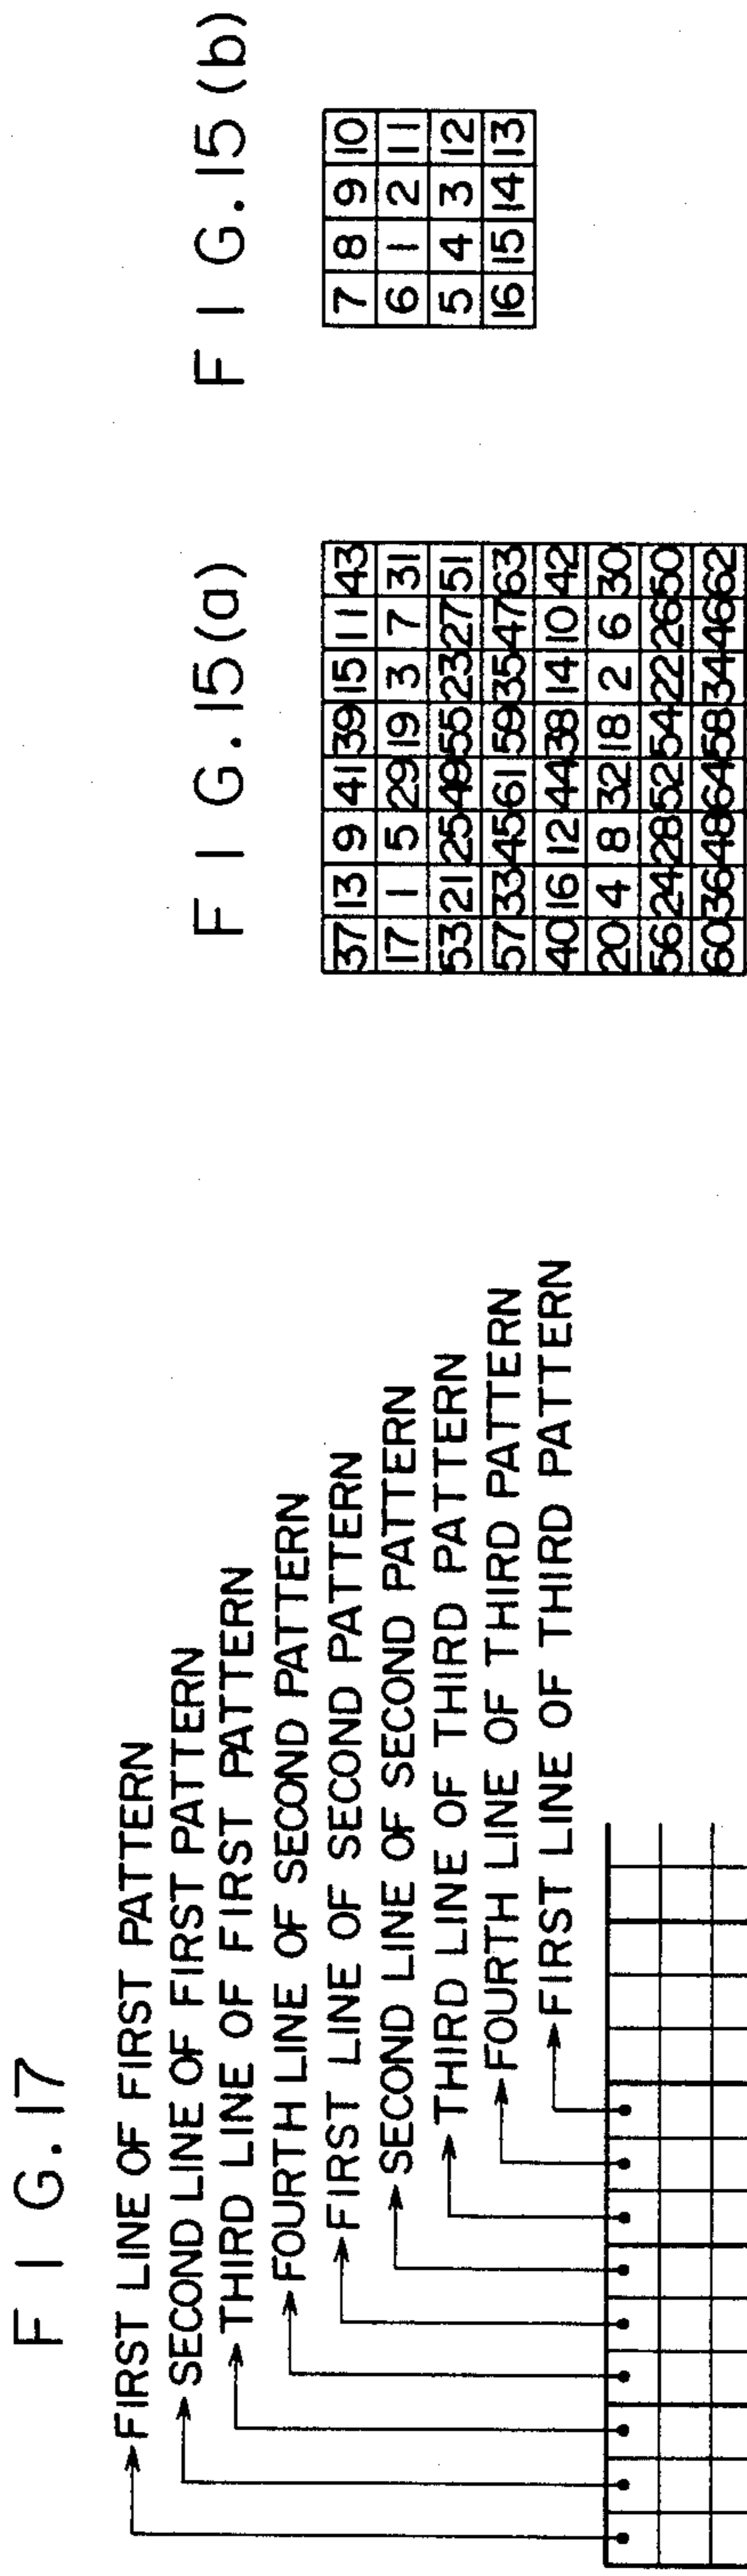 FIG.15(a)
37 13 9 41 39 15 11 43
17 1 5 29 19 3 7 31
53 21 25 49 55 23 27 51
57 33 45 61 59 35 47 63
40 16 12 44 38 14 10 42
20 4 8 32 18 2 6 30
56 24 28 52 54 22 26 50
60 36 48 64 58 34 46 62
FIG.15(b)
7 8 9 10
6 1 2 11
5 4 3 12
16 15 14 13
FIG.17
FIRST LINE OF FIRST PATTERN
SECOND LINE OF FIRST PATTERN
THIRD LINE OF FIRST PATTERN
FOURTH LINE OF SECOND PATTERN
FIRST LINE OF SECOND PATTERN
SECOND LINE OF SECOND PATTERN
THIRD LINE OF THIRD PATTERN
FOURTH LINE OF THIRD PATTERN
FIRST LINE OF THIRD PATTERN